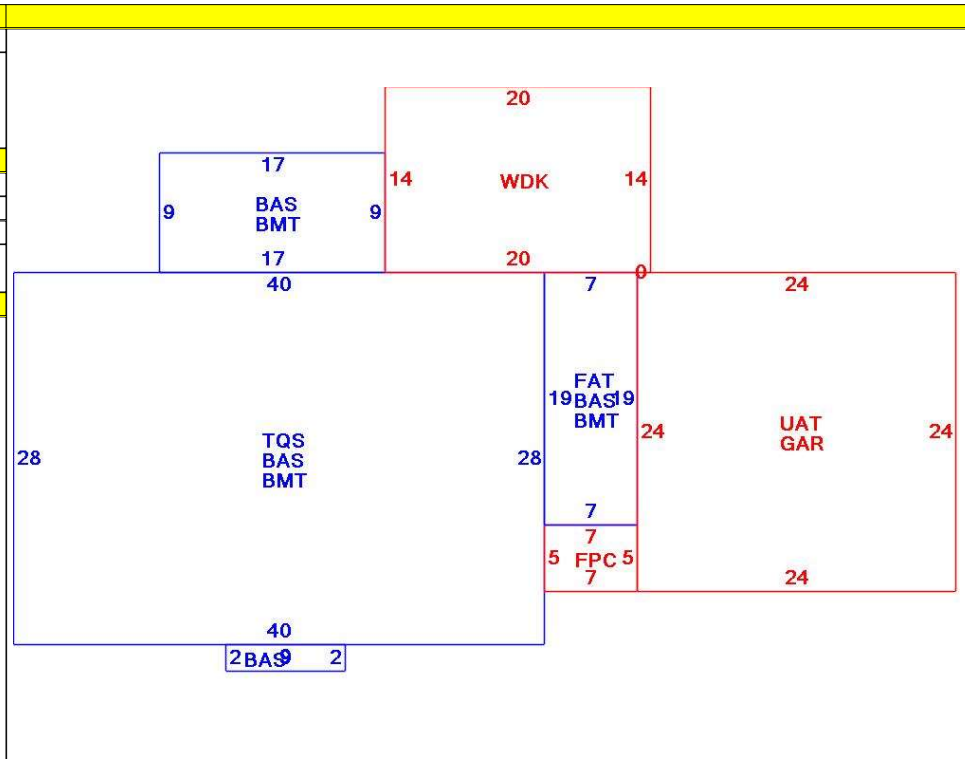 20
17
14 WDK 14
9 BAS 9
BMT
17 20 0
40 7 24
FAT
19 BAS 19
BMT
UAT
24 GAR 24
TQS
28 BAS 28
BMT
7
7
5 FPC 5
7 24
40
2 BAS 9 2